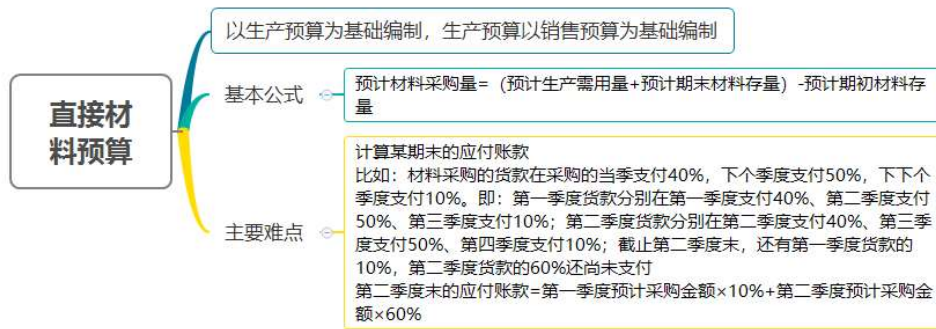 直接材
料预算
以生产预算为基础编制，生产预算以销售预算为基础编制
基本公式
预计材料采购量=（预计生产需用量+预计期末材料存量）-预计期初材料存
量
主要难点
计算某期末的应付账款
比如：材料采购的货款在采购的当季支付40%，下个季度支付50%，下下个
季度支付10%。即：第一季度货款分别在第一季度支付40%、第二季度支付
50%、第三季度支付10%；第二季度货款分别在第二季度支付40%、第三季
度支付50%、第四季度支付10%；截止第二季度末，还有第一季度货款的
10%，第二季度货款的60%还尚未支付
第二季度末的应付账款=第一季度预计采购金额×10%+第二季度预计采购金
额×60%